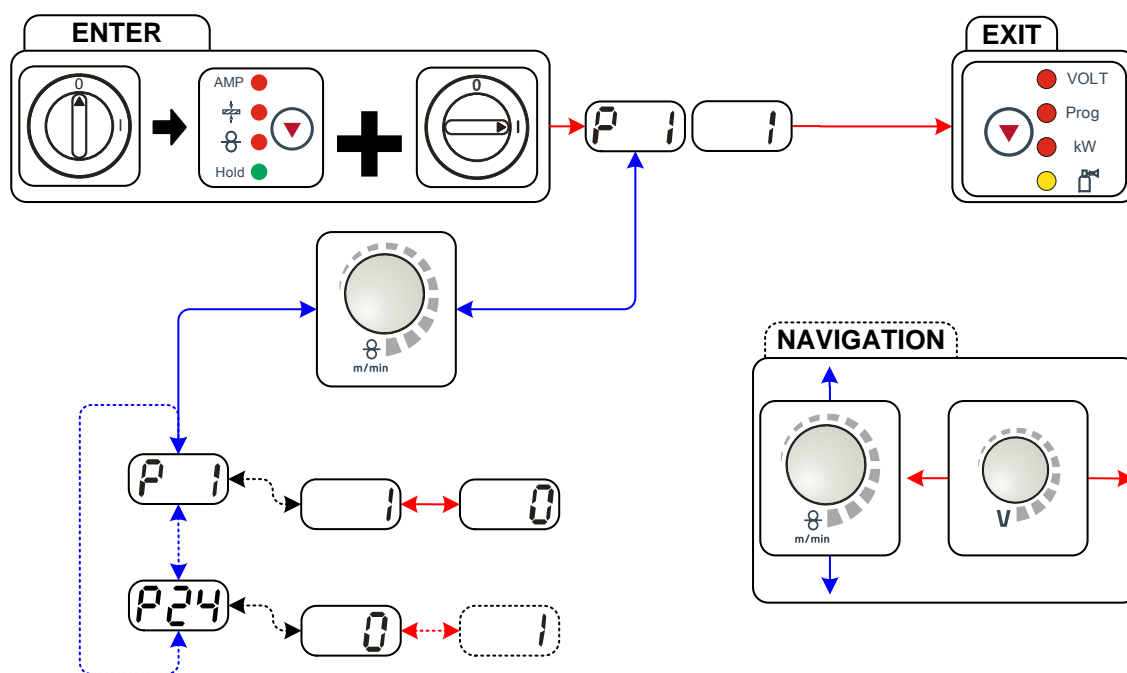 ENTER
EXIT
0
I
AMP
Hold
0
I
P 1
1
VOLT
Prog
kW
m/min
NAVIGATION
P 1
1
0
m/min
V
P24
0
1